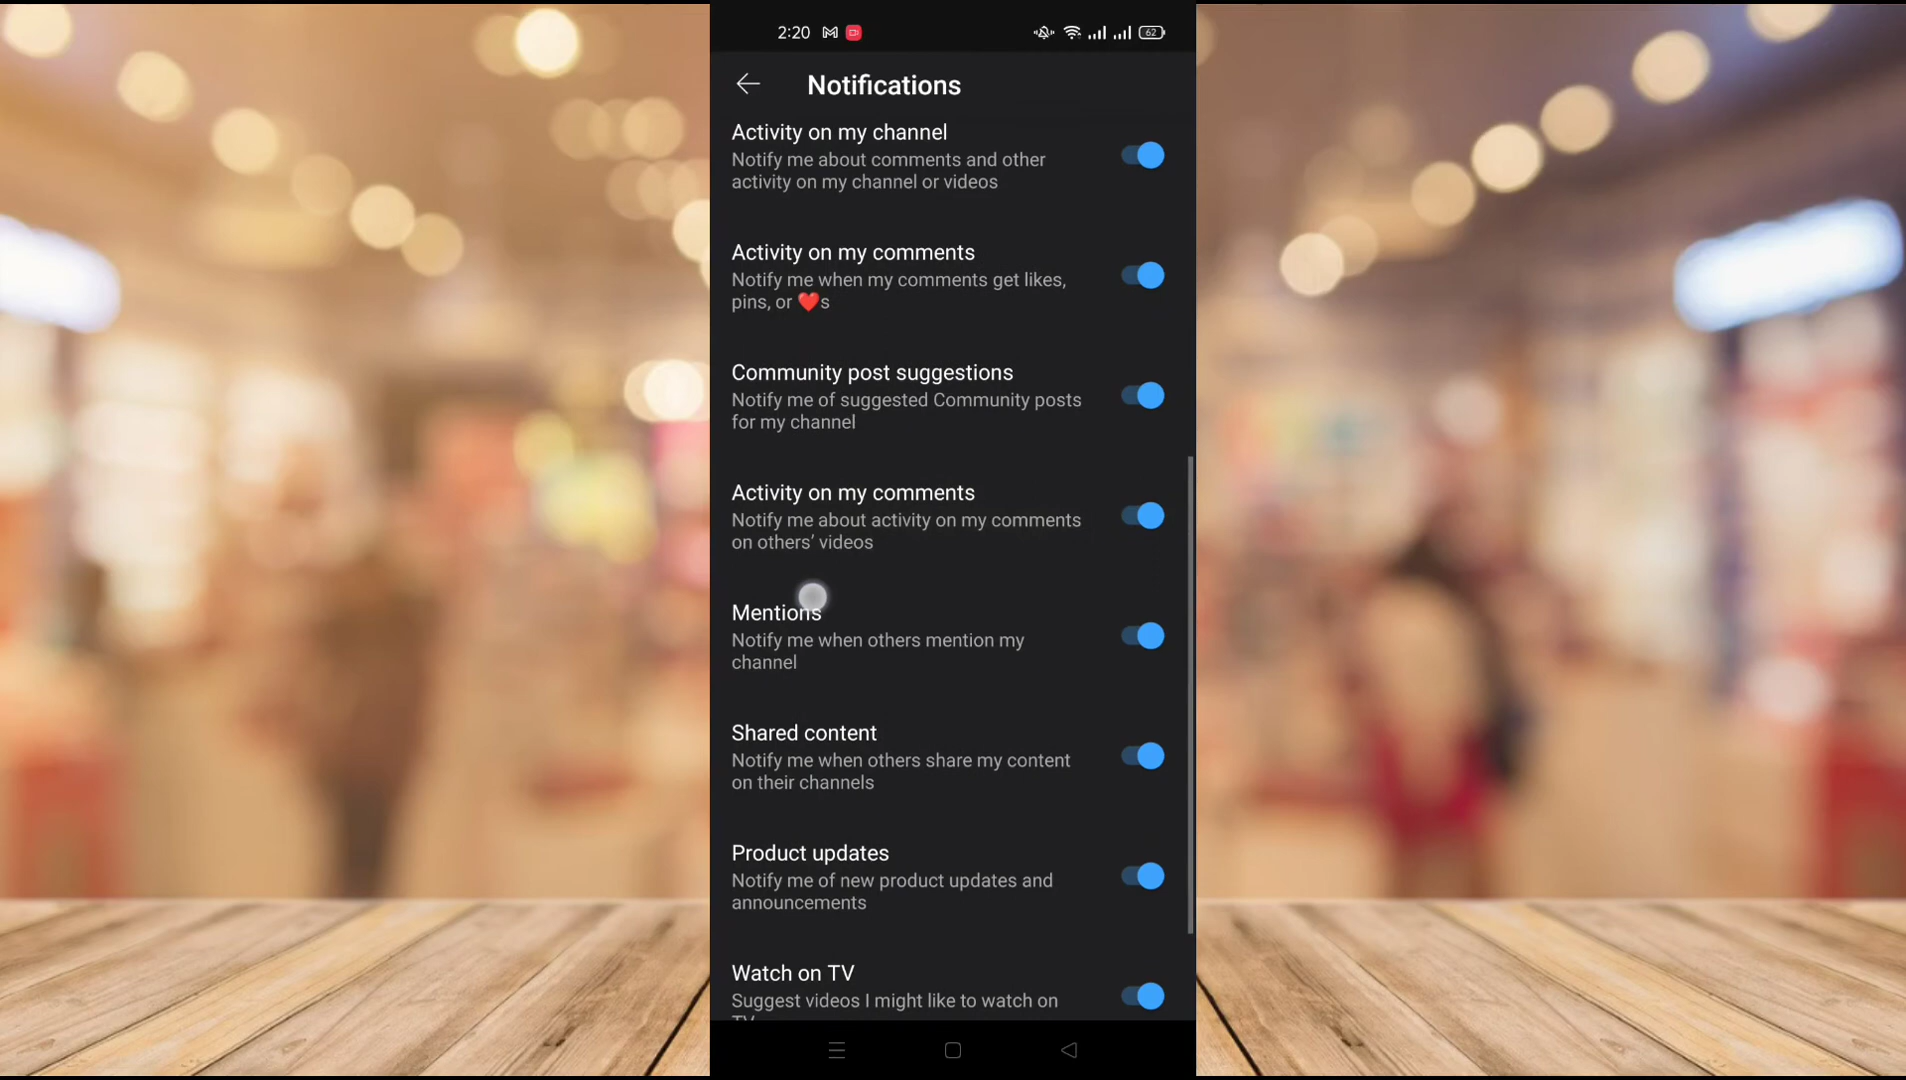 2:20
62
Notifications
Activity on my channel
Notify me about comments and other
activity on my channel or videos
Activity on my comments
Notify me when my comments get likes,
pins, or ❤️s
Community post suggestions
Notify me of suggested Community posts
for my channel
Activity on my comments
Notify me about activity on my comments
on others’ videos
Mentions
Notify me when others mention my
channel
Shared content
Notify me when others share my content
on their channels
Product updates
Notify me of new product updates and
announcements
Watch on TV
Suggest videos I might like to watch on
TV